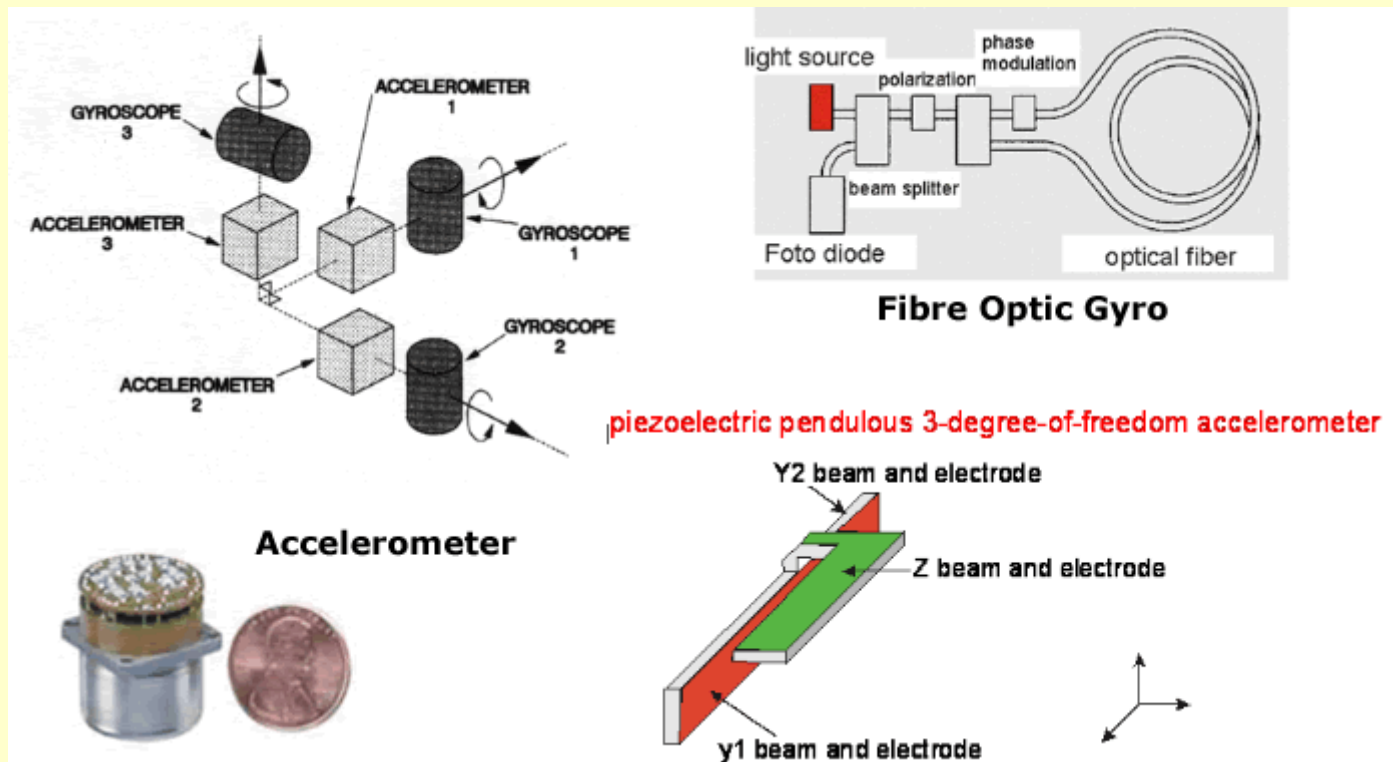 ACCELEROMETER
1
GYROSCOPE
3
ACCELEROMETER
3
GYROSCOPE
1
GYROSCOPE
2
ACCELEROMETER
2
light source
polarization
phase
modulation
beam splitter
Foto diode
optical fiber
Fibre Optic Gyro
piezoelectric pendulous 3-degree-of-freedom accelerometer
Y2 beam and electrode
Z beam and electrode
y1 beam and electrode
Accelerometer